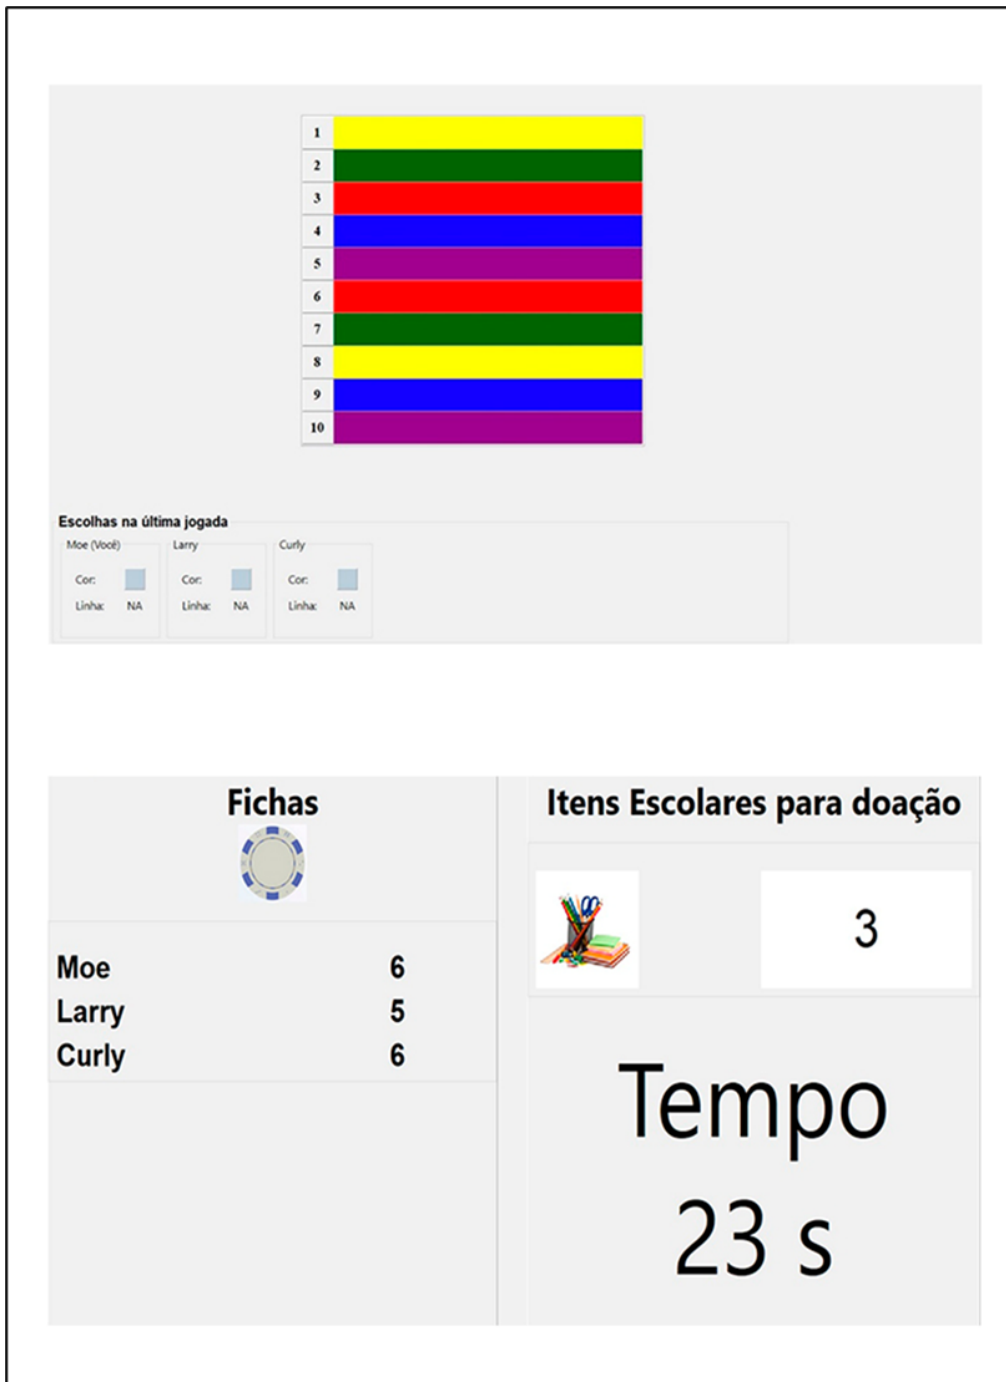 1
2
3
4
5
6
7
8
9
10
Escolhas na última jogada
Moe (Você) Larry Curly
Cor: Cor: Cor:
Linha: NA Linha: NA Linha: NA
Fichas
Moe 6
Larry 5
Curly 6
Itens Escolares para doação
3
Tempo
23 s